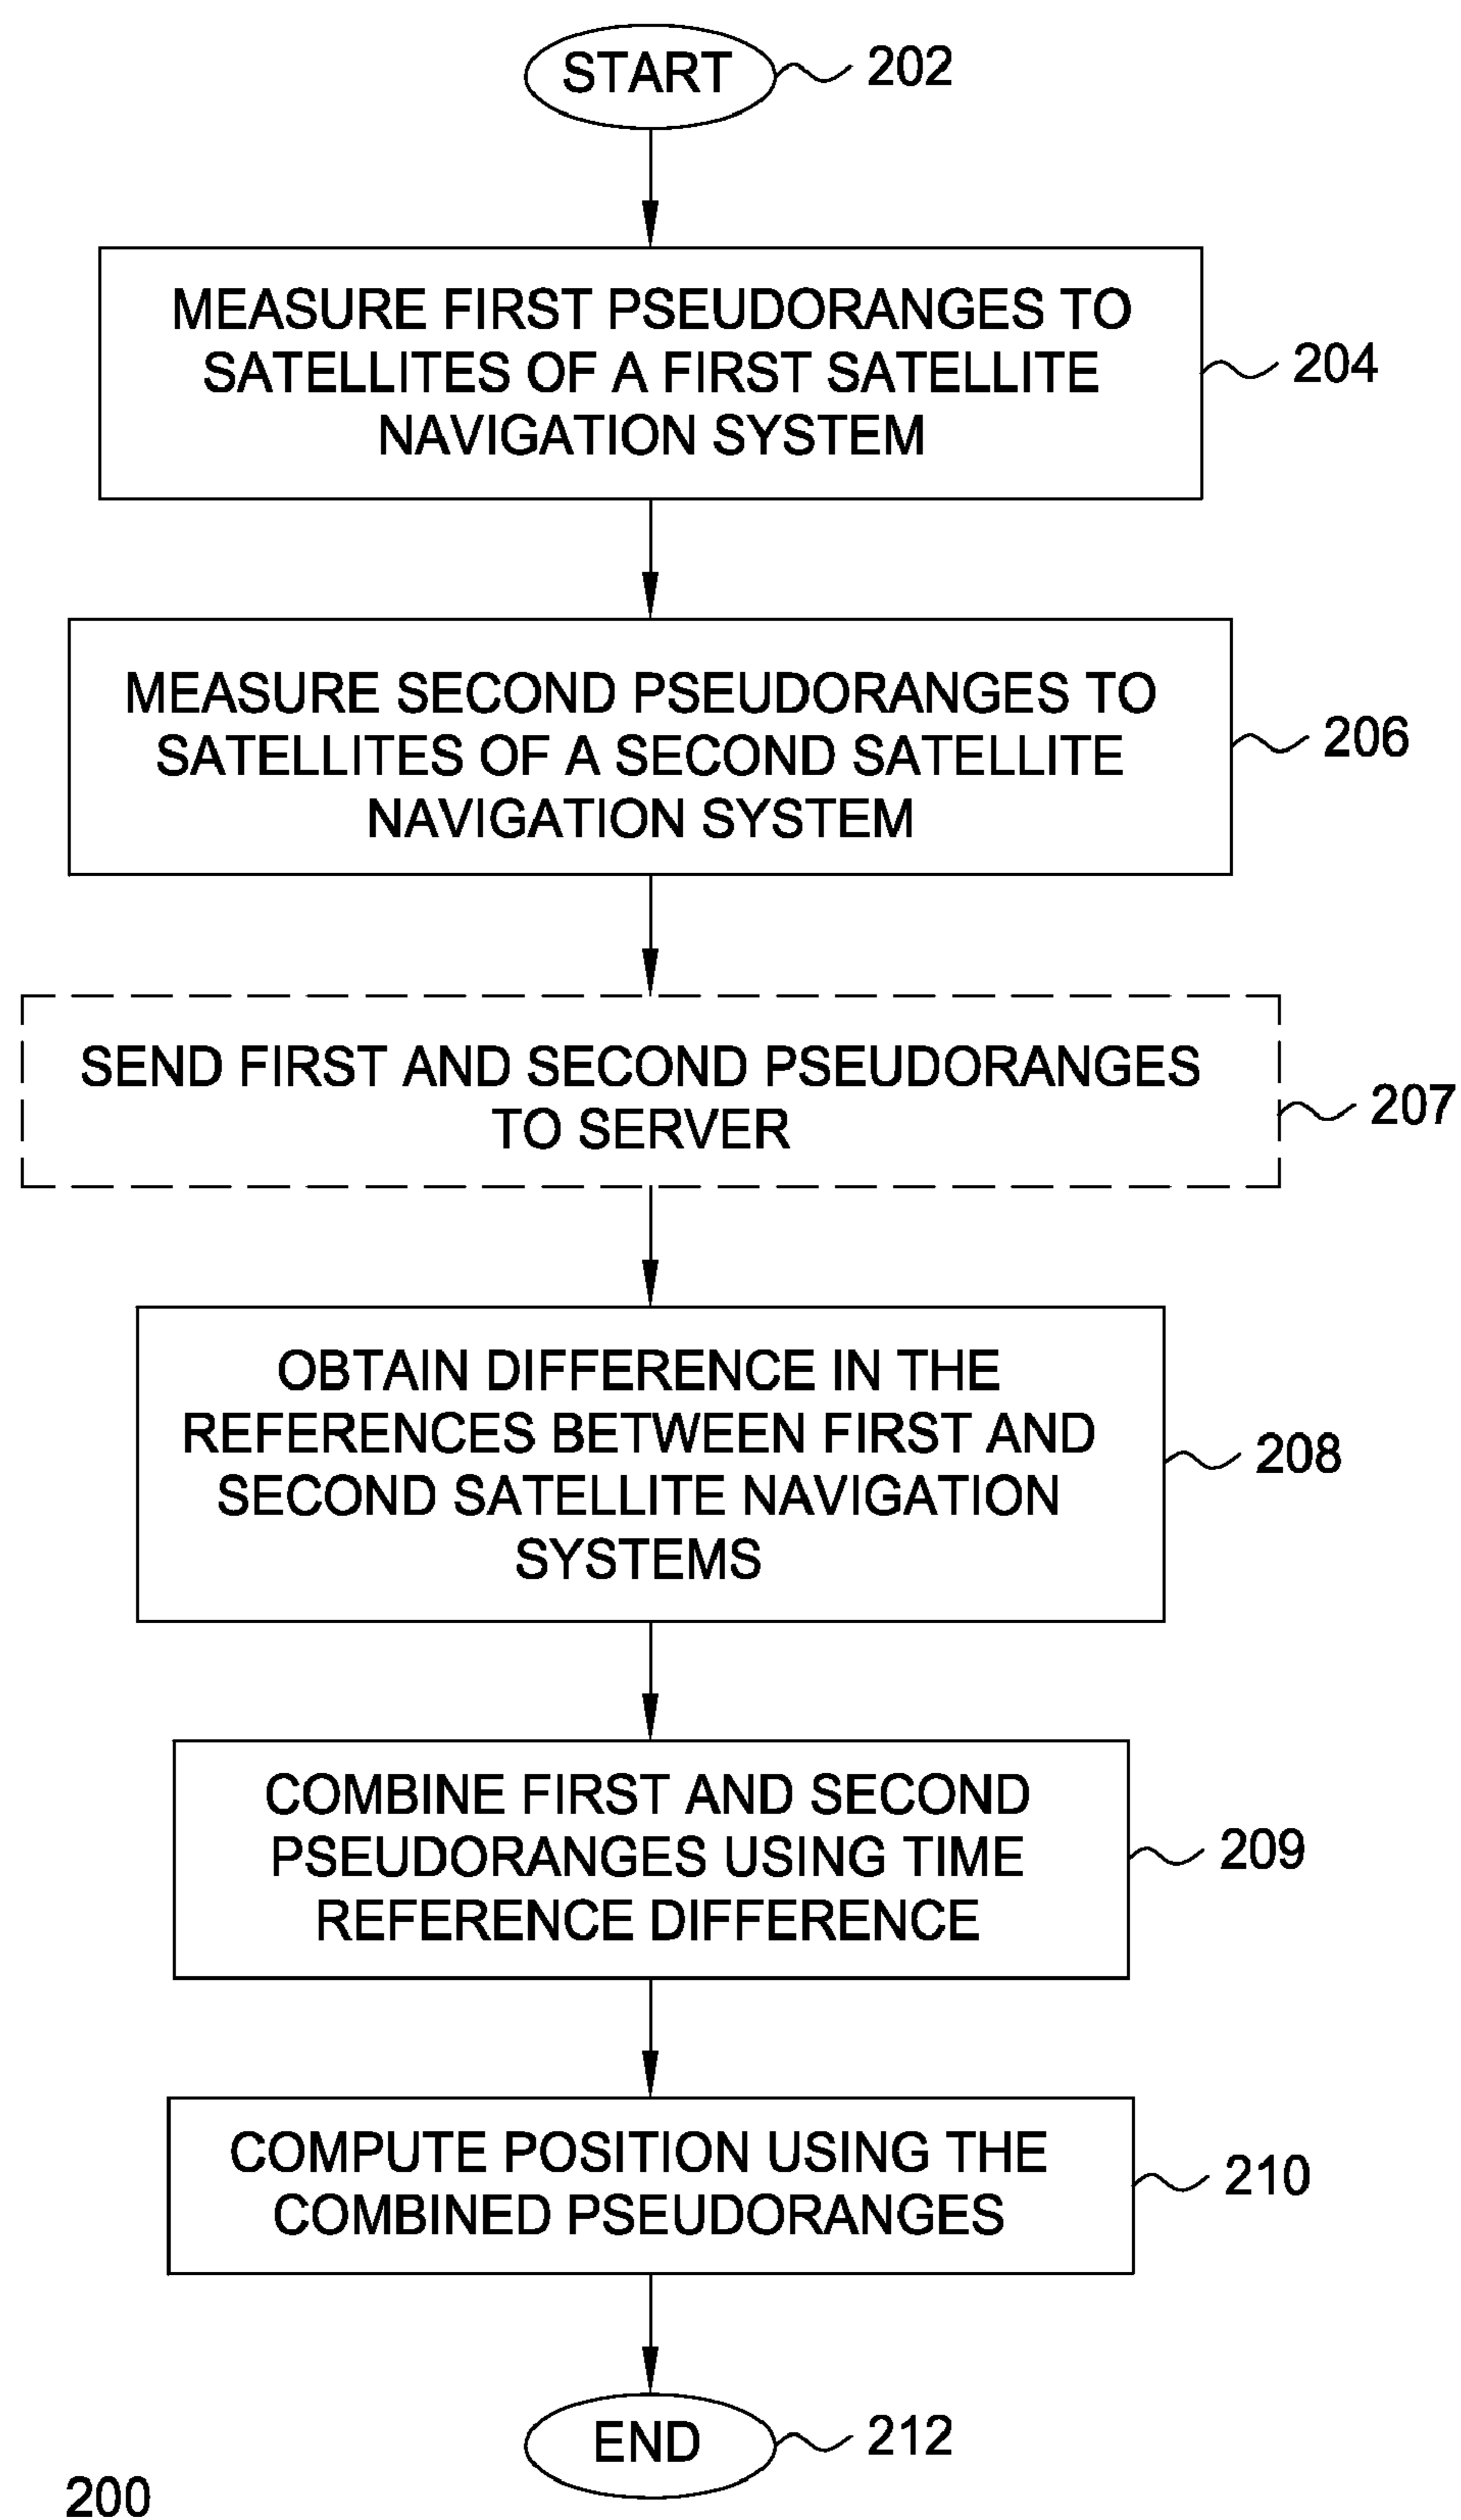 START
202
MEASURE FIRST PSEUDORANGES TO
SATELLITES OF A FIRST SATELLITE
NAVIGATION SYSTEM
204
MEASURE SECOND PSEUDORANGES TO
SATELLITES OF A SECOND SATELLITE
NAVIGATION SYSTEM
206
SEND FIRST AND SECOND PSEUDORANGES
TO SERVER
207
OBTAIN DIFFERENCE IN THE
REFERENCES BETWEEN FIRST AND
SECOND SATELLITE NAVIGATION
SYSTEMS
208
COMBINE FIRST AND SECOND
PSEUDORANGES USING TIME
REFERENCE DIFFERENCE
209
COMPUTE POSITION USING THE
COMBINED PSEUDORANGES
210
END
212
200